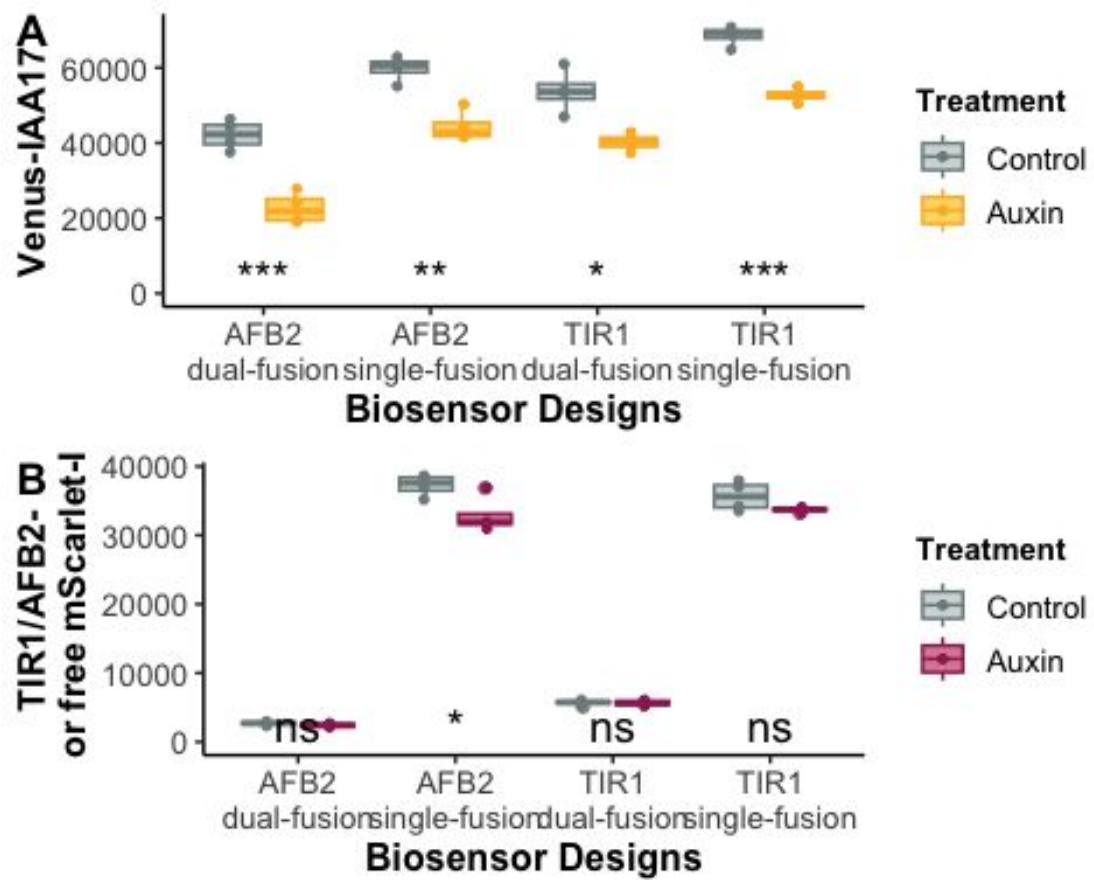 A
Venus-IAA17
60000
40000
20000
0
*** ** * ***
AFB2 AFB2 TIR1 TIR1
dual-fusion single-fusion dual-fusion single-fusion
Biosensor Designs
Treatment
Control
Auxin
B
TIR1/AFB2-
or free mScarlet-I
40000
30000
20000
10000
0
ns * ns ns
AFB2 AFB2 TIR1 TIR1
dual-fusion single-fusion dual-fusion single-fusion
Biosensor Designs
Treatment
Control
Auxin